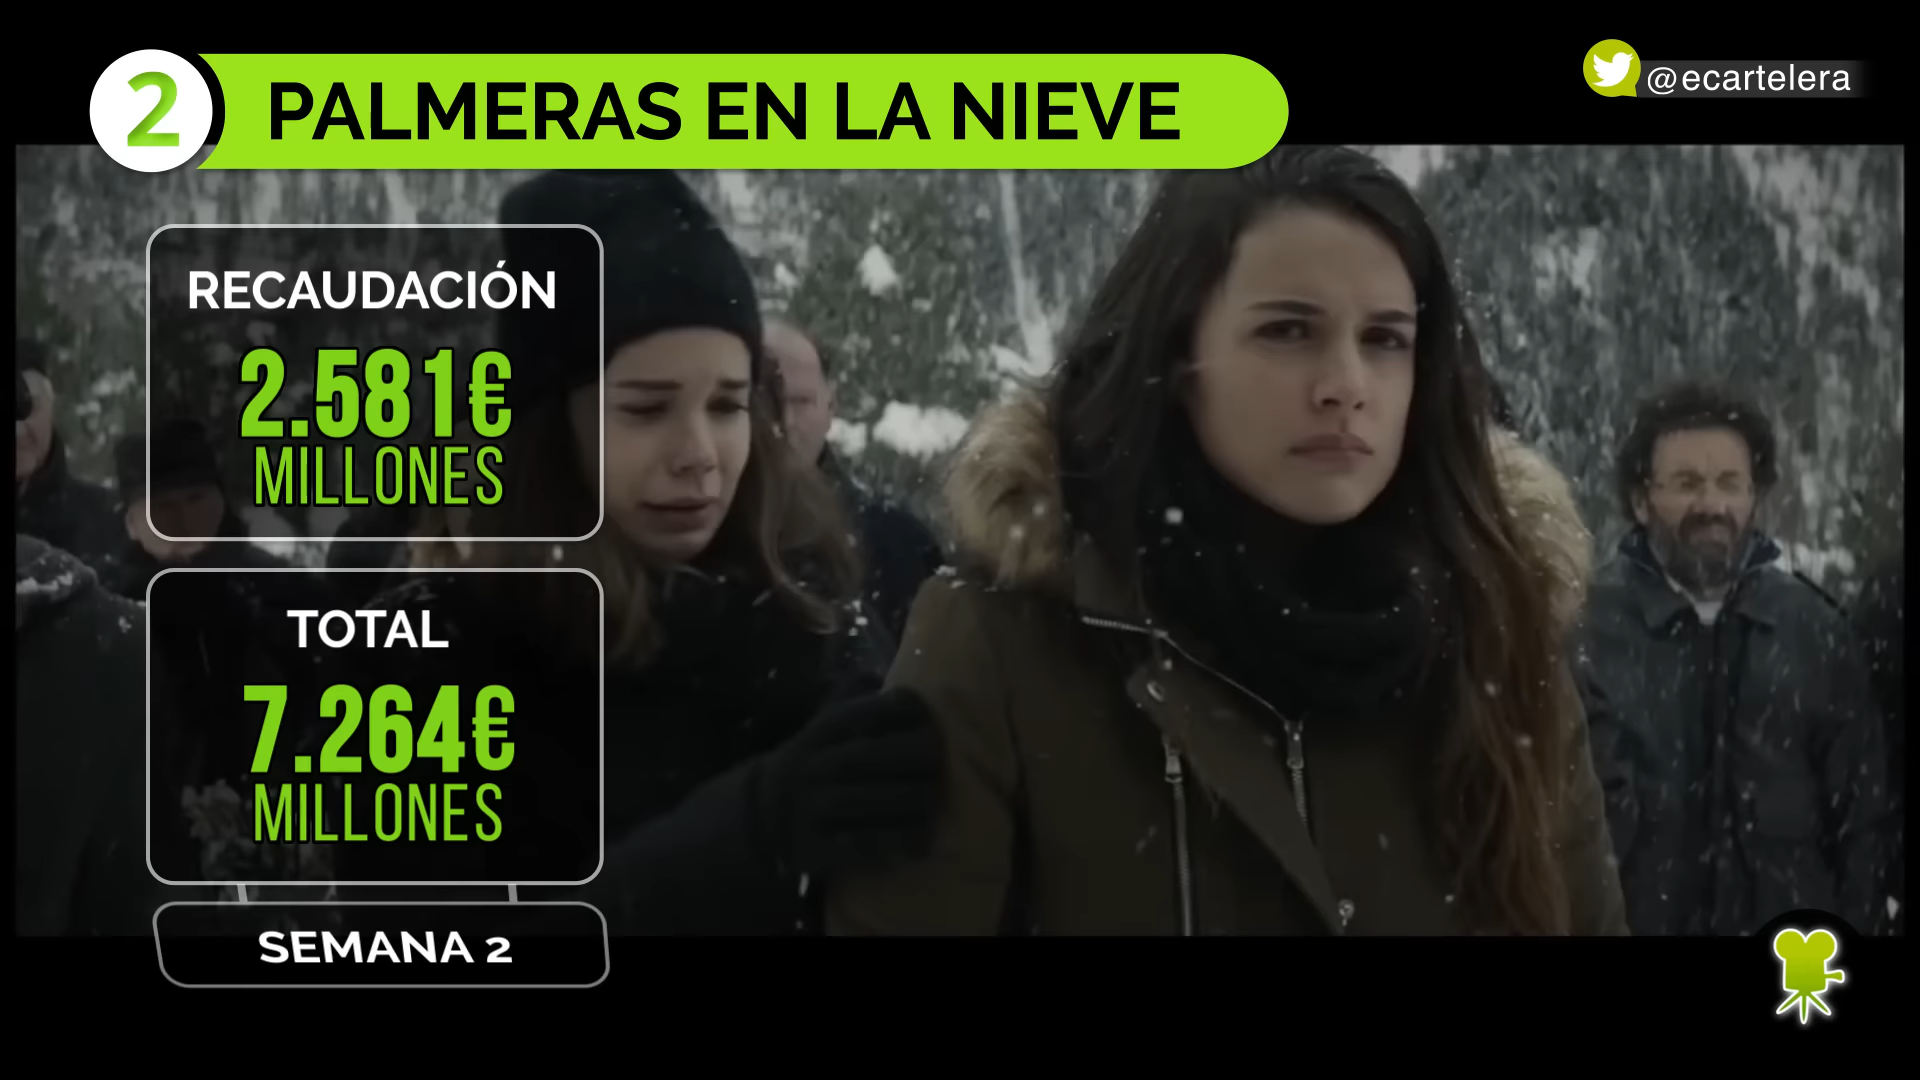 2 PALMERAS EN LA NIEVE
@ecartelera
RECAUDACIÓN
2.581€
MILLONES
TOTAL
7.264€
MILLONES
SEMANA 2